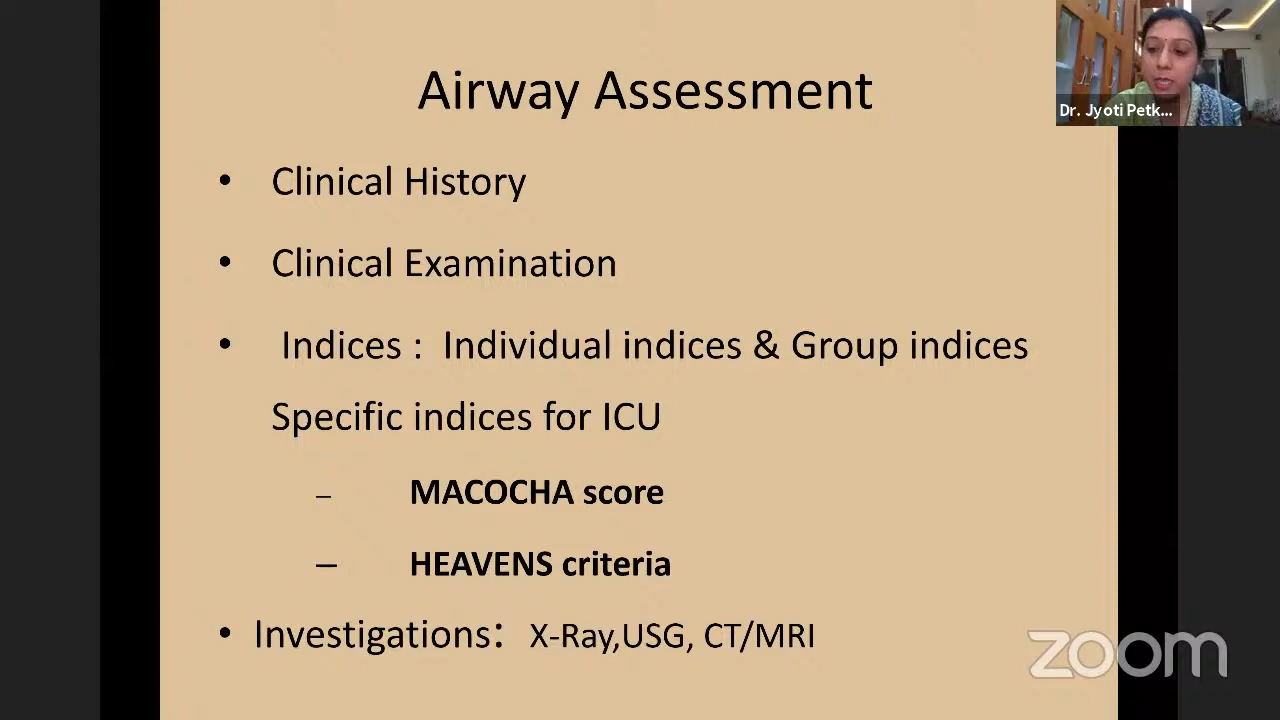 Airway Assessment
Dr. Jyoti Petk...
• Clinical History
• Clinical Examination
• Indices : Individual indices & Group indices
Specific indices for ICU
– MACOCHA score
– HEAVENS criteria
• Investigations: X-Ray,USG, CT/MRI
zoom